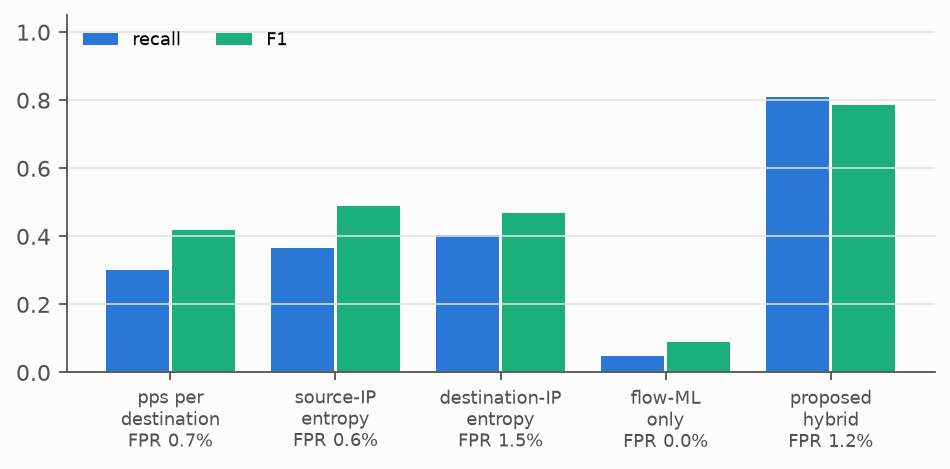 1.0
recall F1
0.8
0.6
0.4
0.2
0.0
pps per source-IP destination-IP flow-ML proposed
destination entropy entropy only hybrid
FPR 0.7% FPR 0.6% FPR 1.5% FPR 0.0% FPR 1.2%